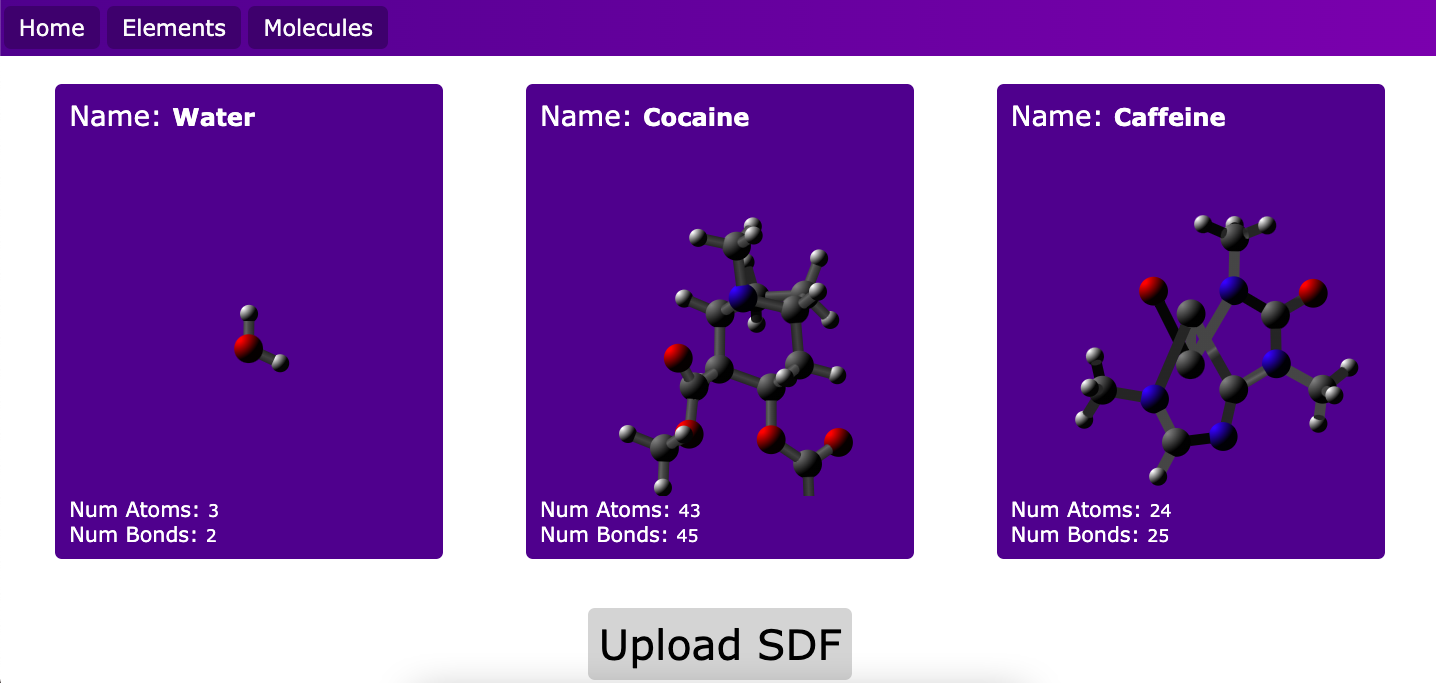 Home Elements Molecules
Name: Water
Name: Cocaine
Name: Caffeine
Num Atoms: 3
Num Bonds: 2
Num Atoms: 43
Num Bonds: 45
Num Atoms: 24
Num Bonds: 25
Upload SDF